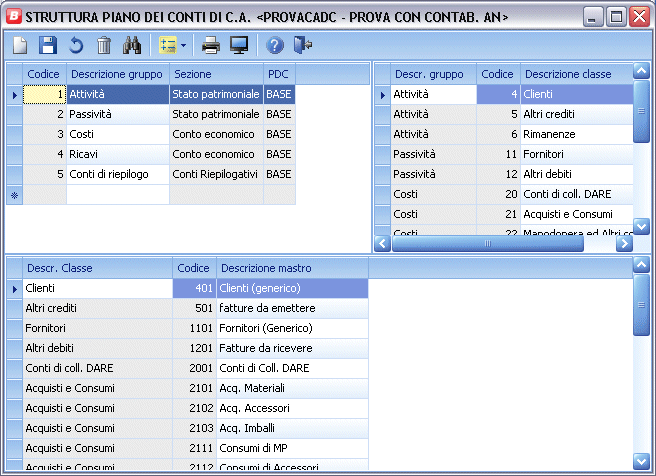 B STRUTTURA PIANO DEI CONTI DI C.A. <PROVACADC - PROVA CON CONTAB. AN>
Codice Descrizione gruppo Sezione PDC
1 Attività Stato patrimoniale BASE
2 Passività Stato patrimoniale BASE
3 Costi Conto economico BASE
4 Ricavi Conto economico BASE
5 Conti di riepilogo Conti Riepilogativi BASE
Descr. gruppo Codice Descrizione classe
Attività 4 Clienti
Attività 5 Altri crediti
Attività 6 Rimanenze
Passività 11 Fornitori
Passività 12 Altri debiti
Costi 20 Conti di coll. DARE
Costi 21 Acquisti e Consumi
Costi 22 Manodopera ed Altri co
Descr. Classe Codice Descrizione mastro
Clienti 401 Clienti (generico)
Altri crediti 501 fatture da emettere
Fornitori 1101 Fornitori (Generico)
Altri debiti 1201 Fatture da ricevere
Conti di coll. DARE 2001 Conti di Coll. DARE
Acquisti e Consumi 2101 Acq. Materiali
Acquisti e Consumi 2102 Acq. Accessori
Acquisti e Consumi 2103 Acq. Imballi
Acquisti e Consumi 2111 Consumi di MP
Acquisti e Consumi 2112 Consumi di Accessori